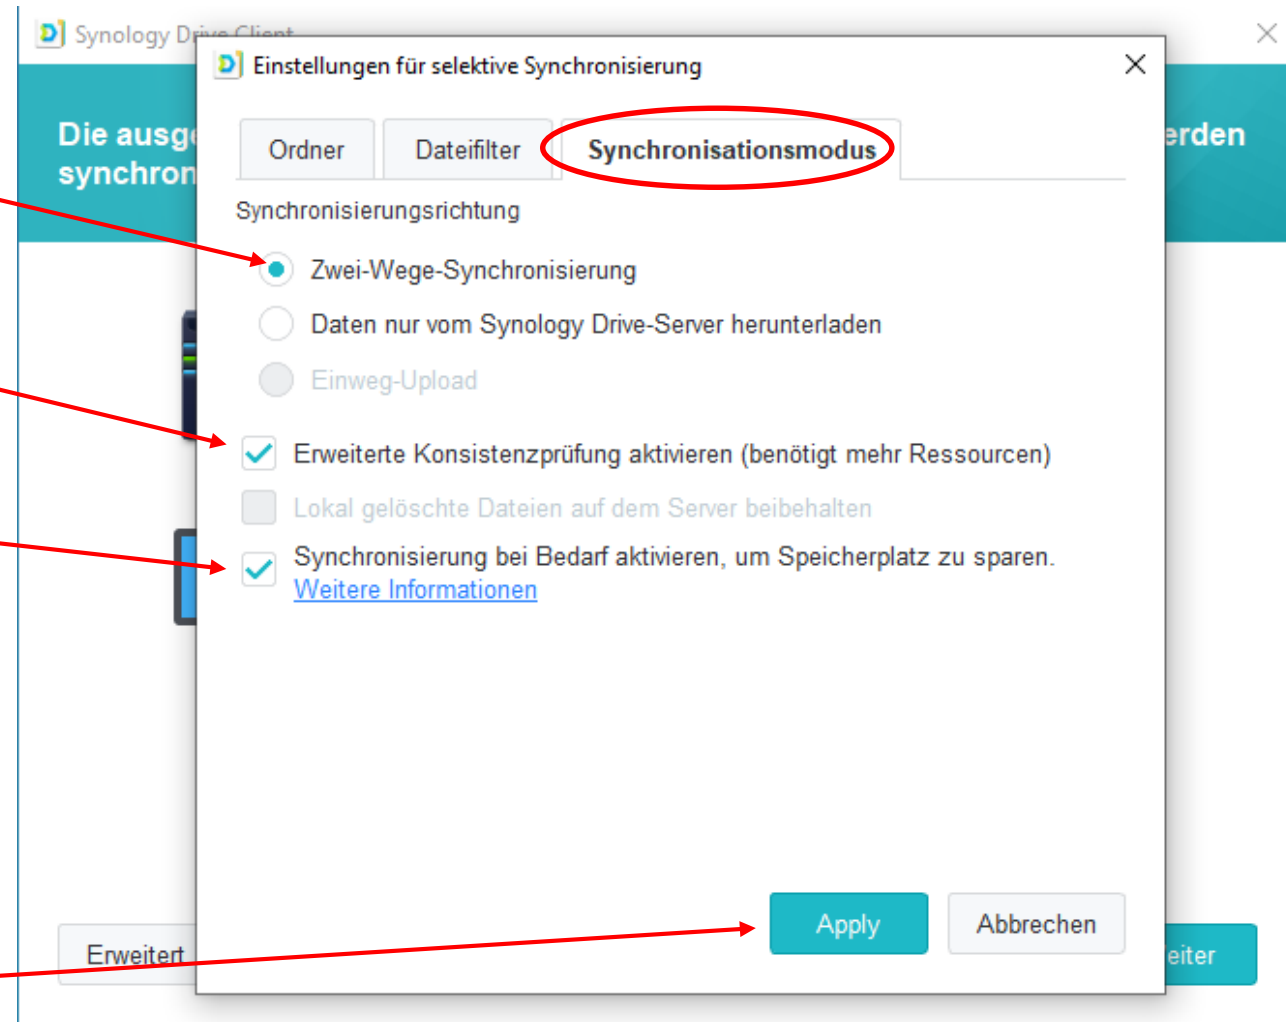 Synology Drive Client
Einstellungen für selektive Synchronisierung
Die ausge
erden
synchron
Ordner
Dateifilter
Synchronisationsmodus
Synchronisierungsrichtung
Zwei-Wege-Synchronisierung
Daten nur vom Synology Drive-Server herunterladen
Einweg-Upload
Erweiterte Konsistenzprüfung aktivieren (benötigt mehr Ressourcen)
Lokal gelöschte Dateien auf dem Server beibehalten
Synchronisierung bei Bedarf aktivieren, um Speicherplatz zu sparen.
Weitere Informationen
Apply
Abbrechen
Erweitert
eiter